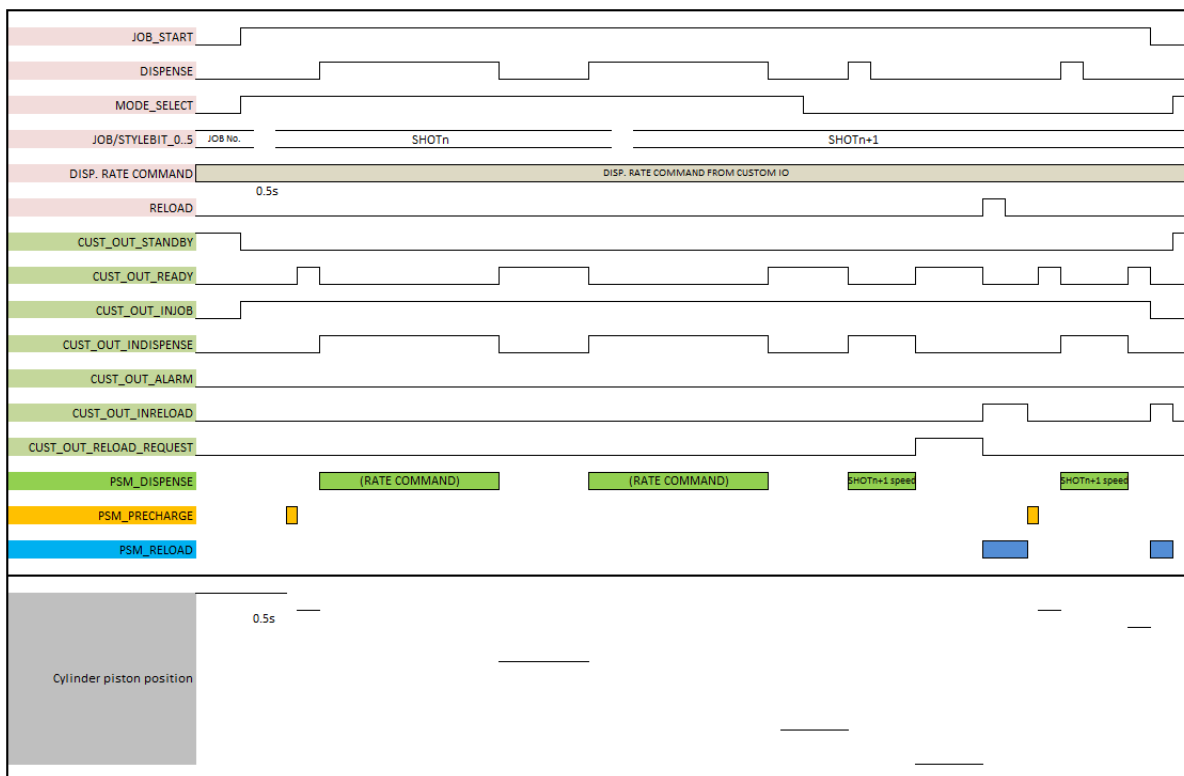 JOB_START
DISPENSE
MODE_SELECT
JOB/STYLEBIT_0..5 JOB No. SHOTn SHOTn+1
DISP. RATE COMMAND DISP. RATE COMMAND FROM CUSTOM IO
0.5s
RELOAD
CUST_OUT_STANDBY
CUST_OUT_READY
CUST_OUT_INJOB
CUST_OUT_INDISPENSE
CUST_OUT_ALARM
CUST_OUT_INRELOAD
CUST_OUT_RELOAD_REQUEST
PSM_DISPENSE (RATE COMMAND) (RATE COMMAND) SHOTn+1 speed SHOTn+1 speed
PSM_PRECHARGE
PSM_RELOAD
0.5s
Cylinder piston position